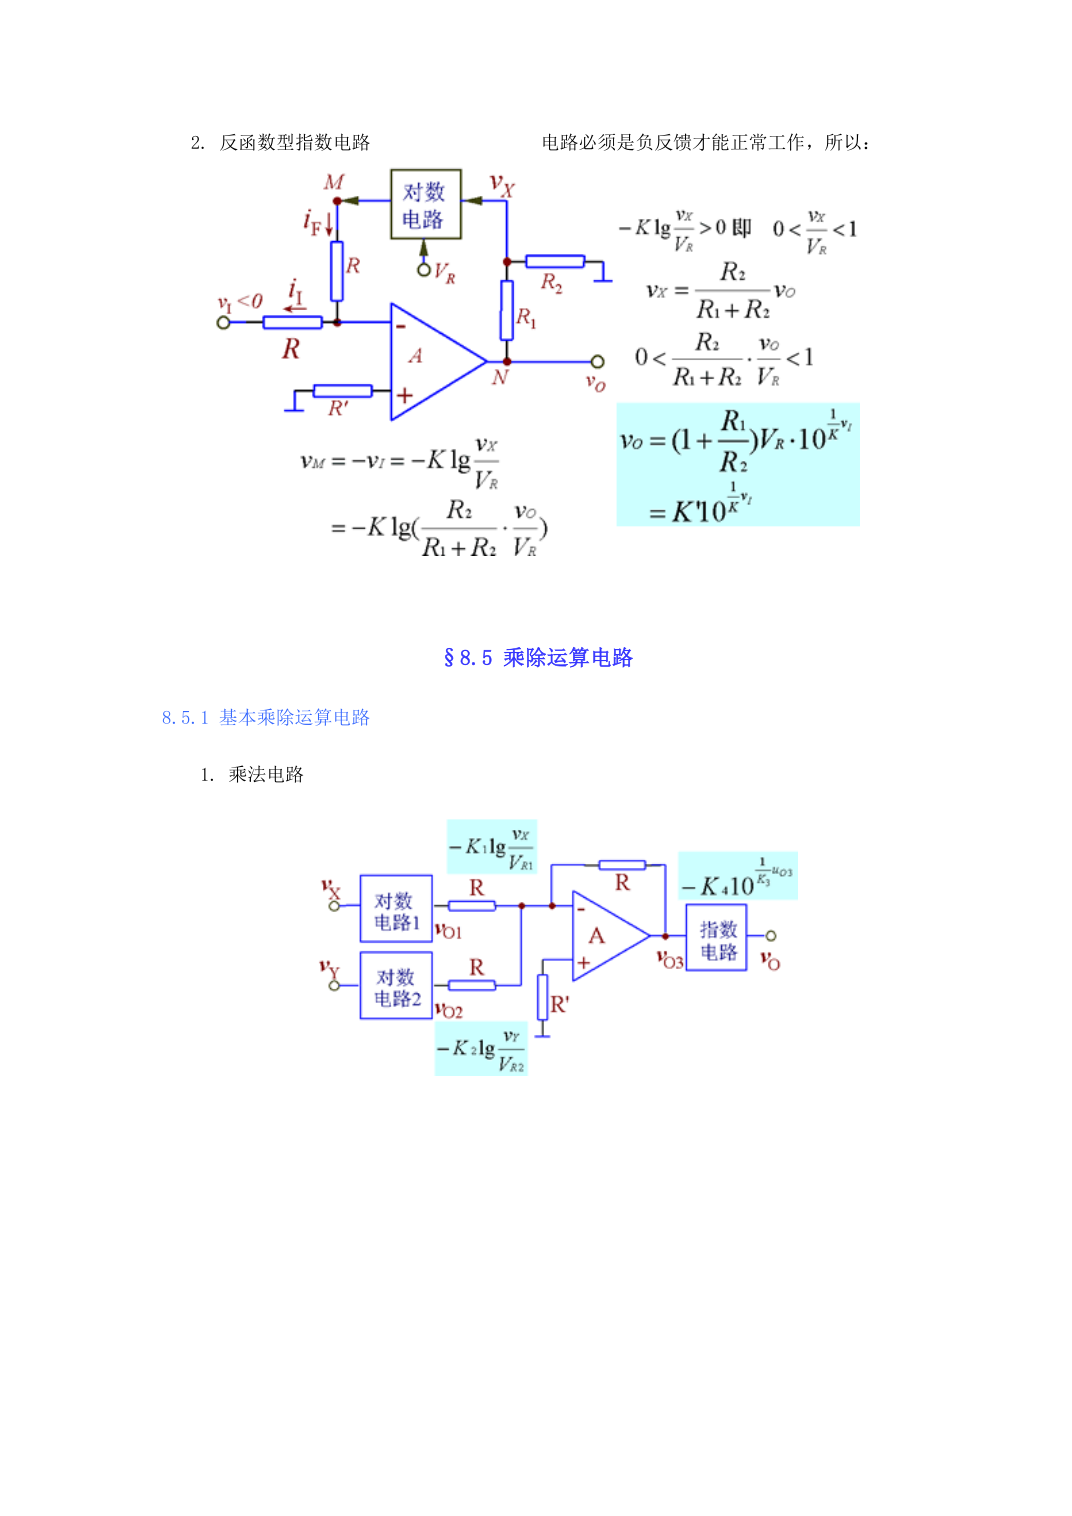 2. 反函数型指数电路
电路必须是负反馈才能正常工作，所以：
M
对数
电路
vX
iF
R
VR
R2
vI <0
iI
R1
R
A
-
+
N
vO
R'
-K lg vX/VR >0 即 0< vX/VR <1
vX = R2/(R1+R2) vO
0< R2/(R1+R2) · vO/VR <1
vO = (1+ R1/R2)VR ·10^(1/K vI)
= K'10^(1/K vI)
vM = -vI = -K lg vX/VR
= -K lg( R2/(R1+R2) · vO/VR )
§8.5 乘除运算电路
8.5.1 基本乘除运算电路
1. 乘法电路
-K1lg vX/VR1
vX
对数
电路1
R
vO1
R
-K410^(1/K3 uO3)
-
A
+
指数
电路
vO3
vO
vY
对数
电路2
R
vO2
R'
-K2lg vY/VR2